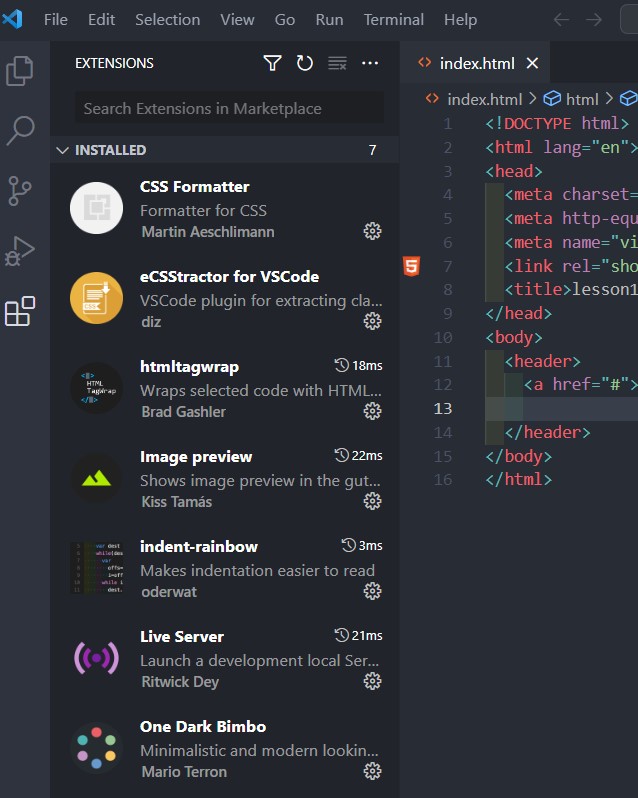 File Edit Selection View Go Run Terminal Help
EXTENSIONS
index.html
Search Extensions in Marketplace
index.html > html >
INSTALLED 7
CSS Formatter
Formatter for CSS
Martin Aeschlimann
eCSStractor for VSCode
VSCode plugin for extracting cla...
diz
htmltagwrap 18ms
Wraps selected code with HTML...
Brad Gashler
Image preview 22ms
Shows image preview in the gut...
Kiss Tamás
indent-rainbow 3ms
Makes indentation easier to read
oderwat
Live Server 21ms
Launch a development local Ser...
Ritwick Dey
One Dark Bimbo
Minimalistic and modern lookin...
Mario Terron
1 <!DOCTYPE html>
2 <html lang="en">
3 <head>
4 <meta charset=
5 <meta http-equ
6 <meta name="vi
7 <link rel="sho
8 <title>lesson1
9 </head>
10 <body>
11 <header>
12 <a href="#">
13
14 </header>
15 </body>
16 </html>